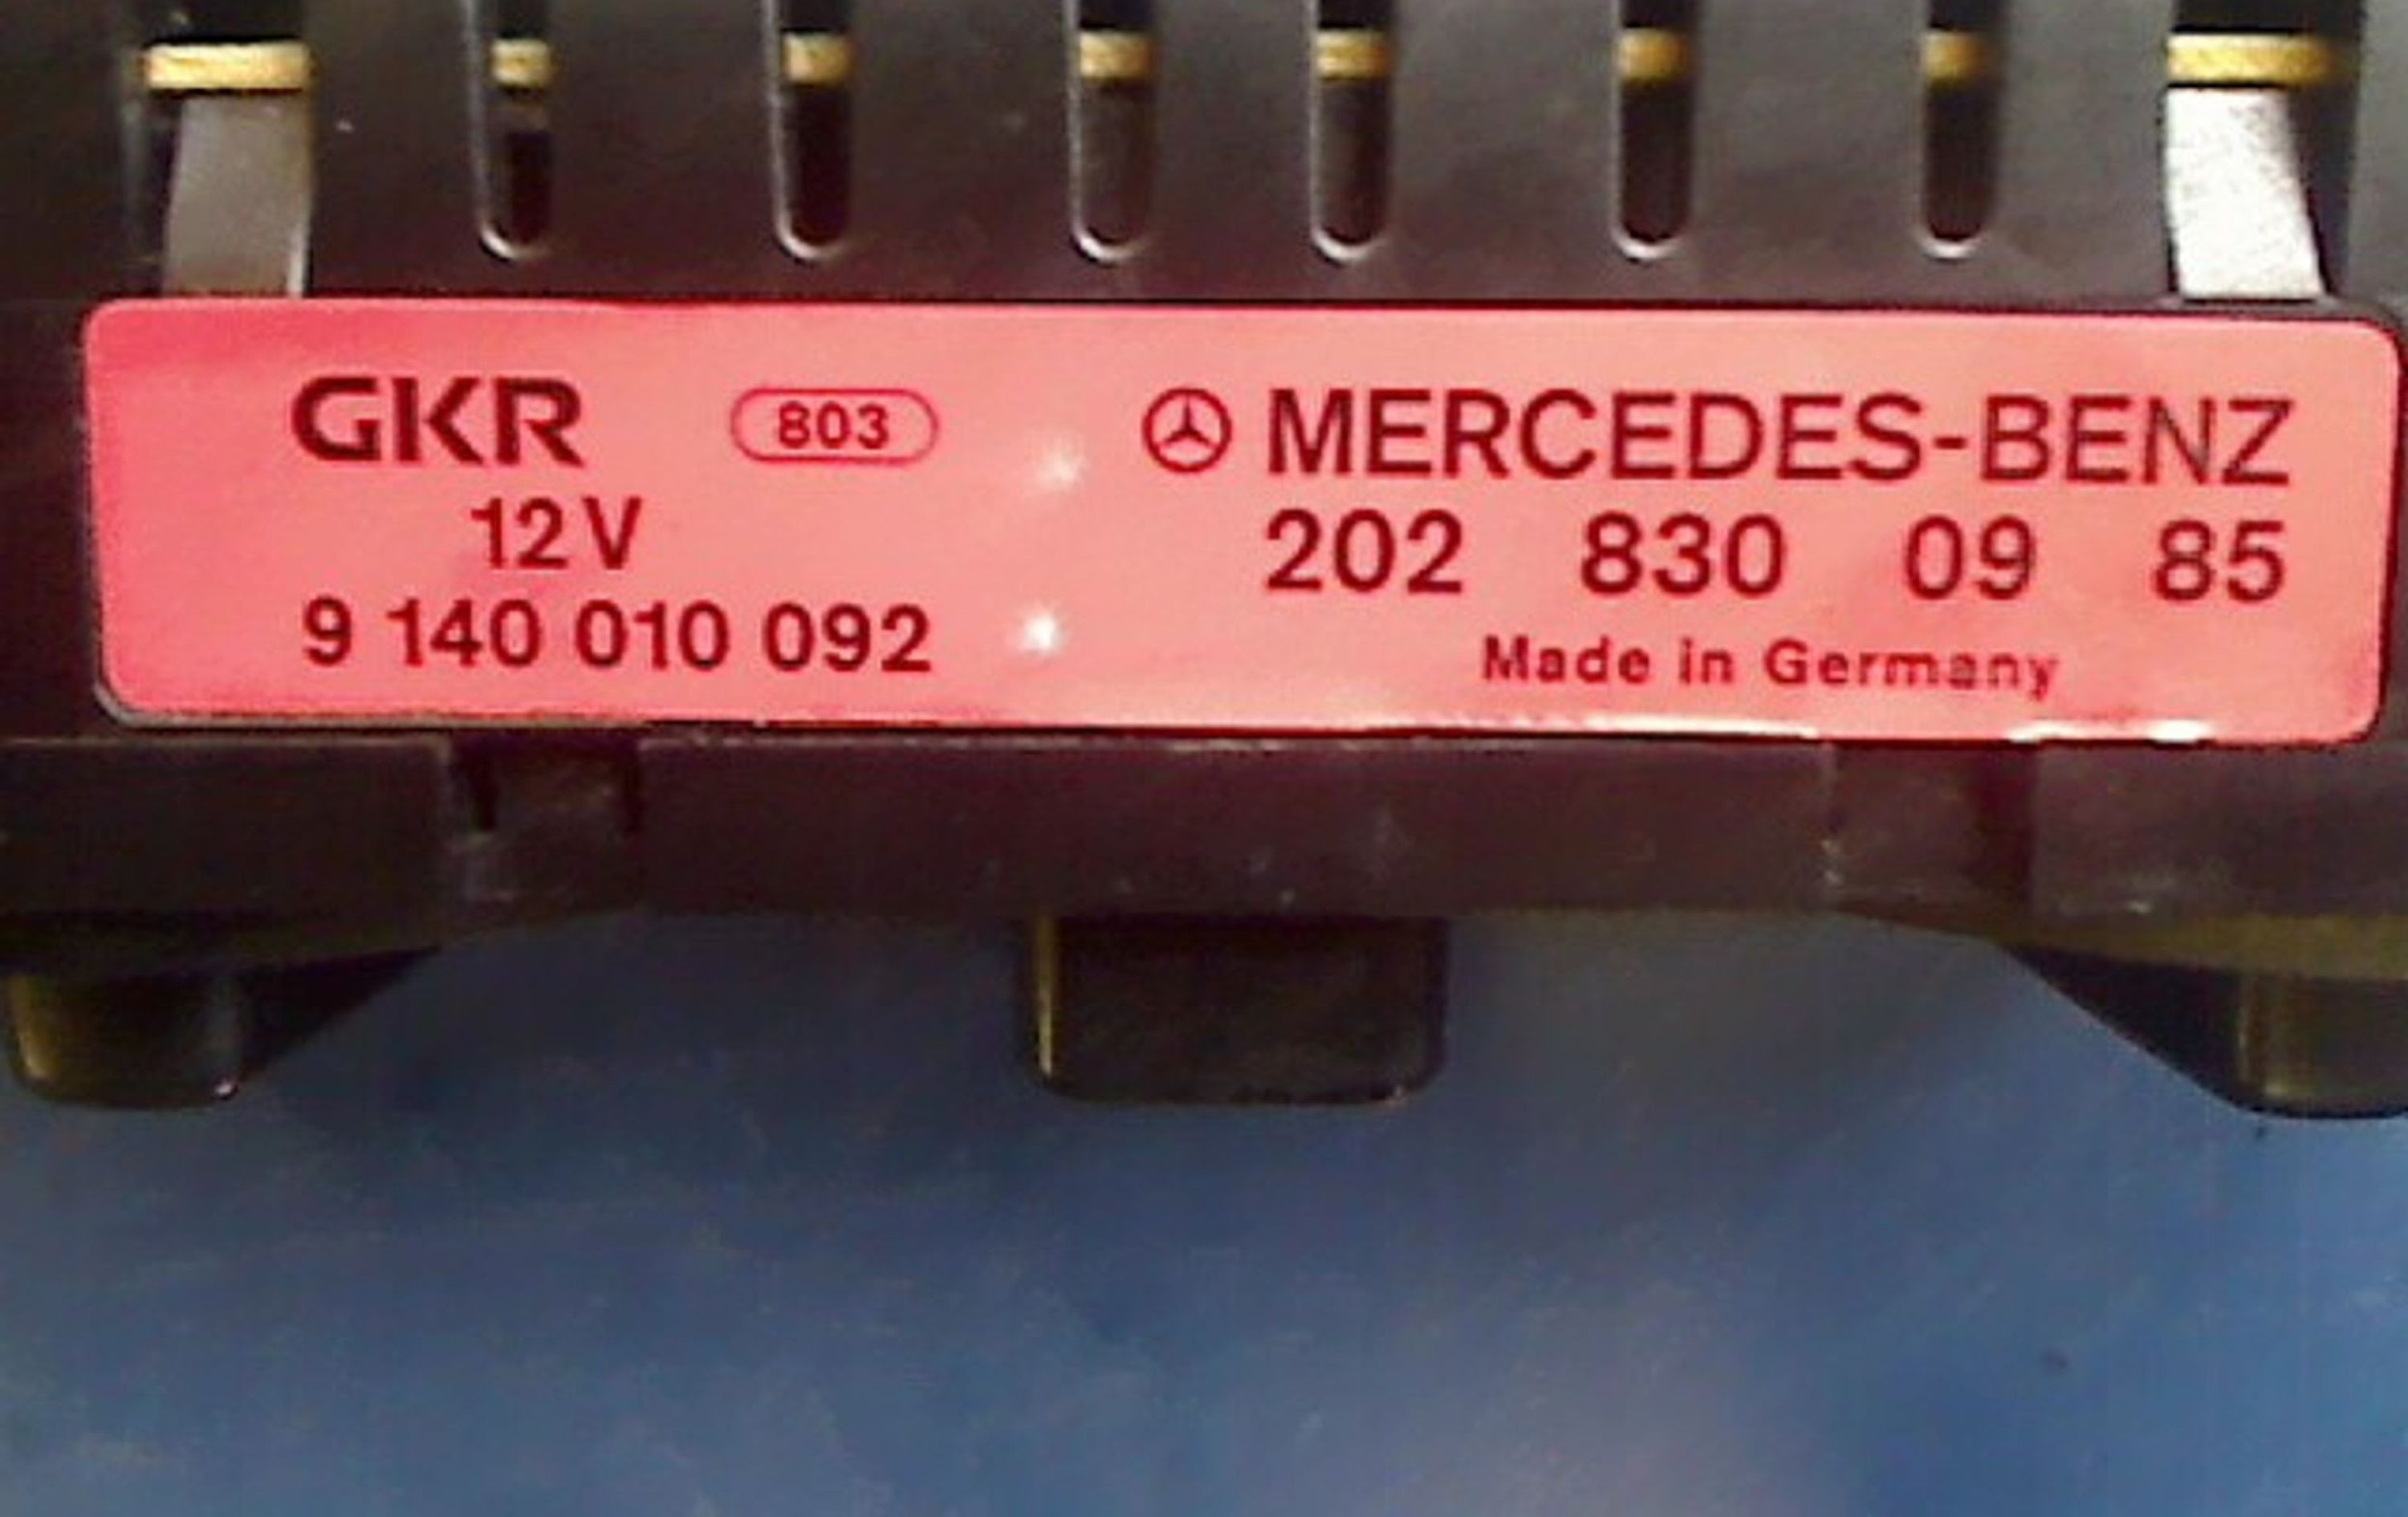 GKR 803
12V
9 140 010 092
MERCEDES-BENZ
202 830 09 85
Made in Germany